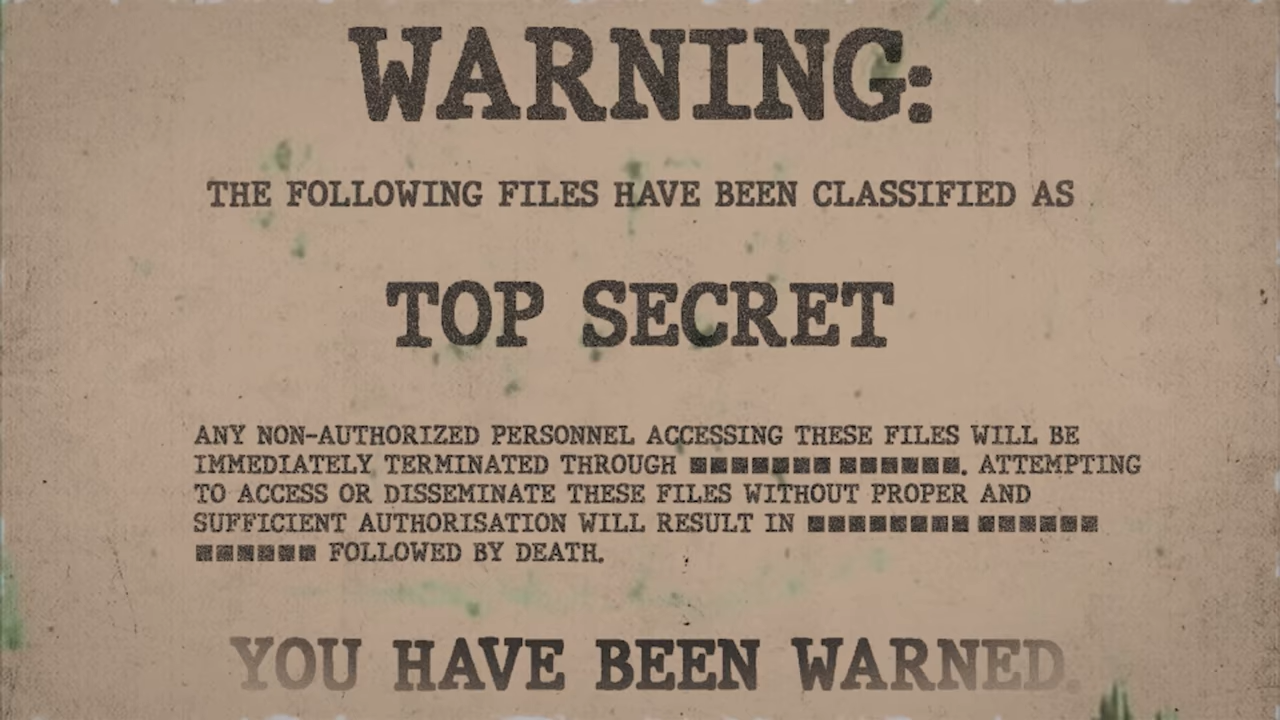 WARNING:
THE FOLLOWING FILES HAVE BEEN CLASSIFIED AS
TOP SECRET
ANY NON-AUTHORIZED PERSONNEL ACCESSING THESE FILES WILL BE
IMMEDIATELY TERMINATED THROUGH ■■■■■■■ ■■■■■■. ATTEMPTING
TO ACCESS OR DISSEMINATE THESE FILES WITHOUT PROPER AND
SUFFICIENT AUTHORISATION WILL RESULT IN ■■■■■■■■ ■■■■■■
■■■■■■ FOLLOWED BY DEATH.
YOU HAVE BEEN WARNED.